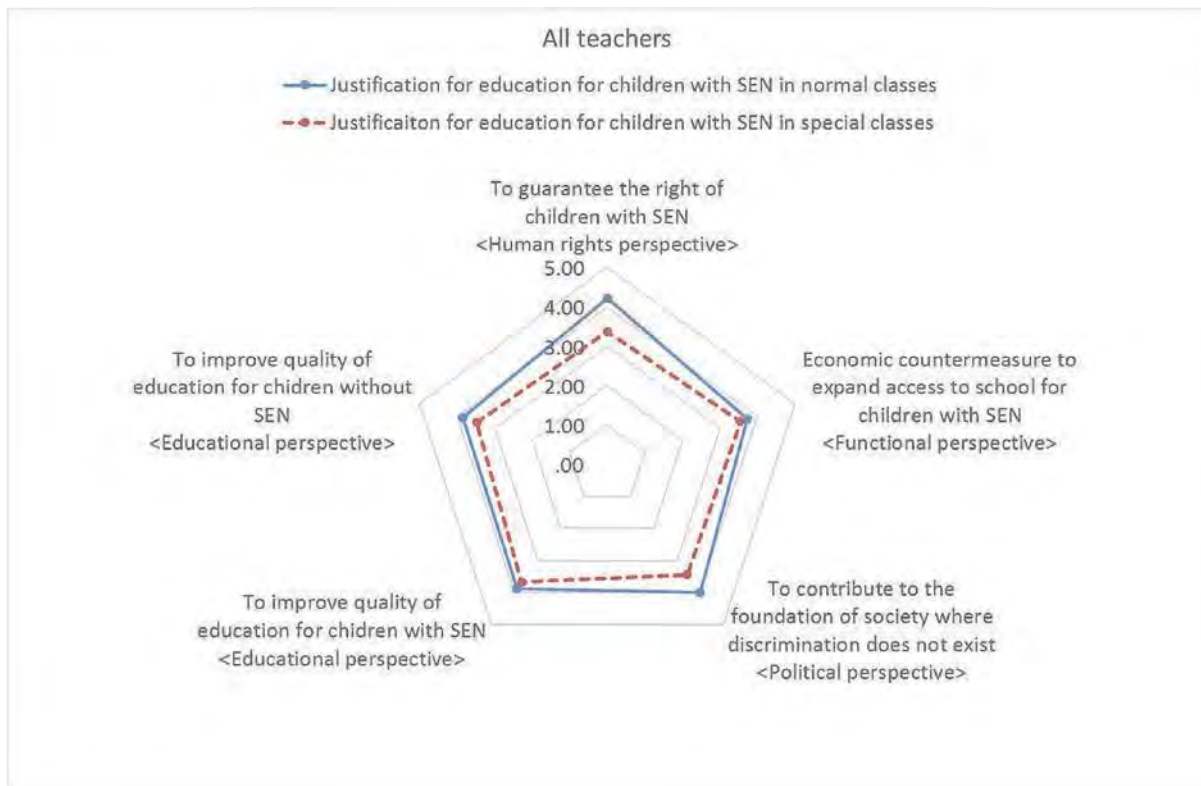 All teachers
Justification for education for children with SEN in normal classes
Justificaiton for education for children with SEN in special classes
To guarantee the right of
children with SEN
<Human rights perspective>
5.00
4.00
3.00
2.00
1.00
.00
Economic countermeasure to
expand access to school for
children with SEN
<Functional perspective>
To contribute to the
foundation of society where
discrimination does not exist
<Political perspective>
To improve quality of
education for chidren with SEN
<Educational perspective>
To improve quality of
education for chidren without
SEN
<Educational perspective>